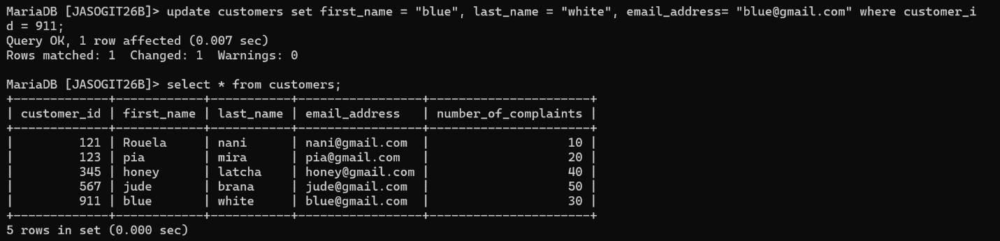 MariaDB [JASOGIT26B]> update customers set first_name = "blue", last_name = "white", email_address= "blue@gmail.com" where customer_i
d = 911;
Query OK, 1 row affected (0.007 sec)
Rows matched: 1  Changed: 1  Warnings: 0

MariaDB [JASOGIT26B]> select * from customers;
+-------------+------------+-----------+-----------------+----------------------+
| customer_id | first_name | last_name | email_address   | number_of_complaints |
+-------------+------------+-----------+-----------------+----------------------+
|         121 | Rouela     | nani      | nani@gmail.com  |                   10 |
|         123 | pia        | mira      | pia@gmail.com   |                   20 |
|         345 | honey      | latcha    | honey@gmail.com |                   40 |
|         567 | jude       | brana     | jude@gmail.com  |                   50 |
|         911 | blue       | white     | blue@gmail.com  |                   30 |
+-------------+------------+-----------+-----------------+----------------------+
5 rows in set (0.000 sec)